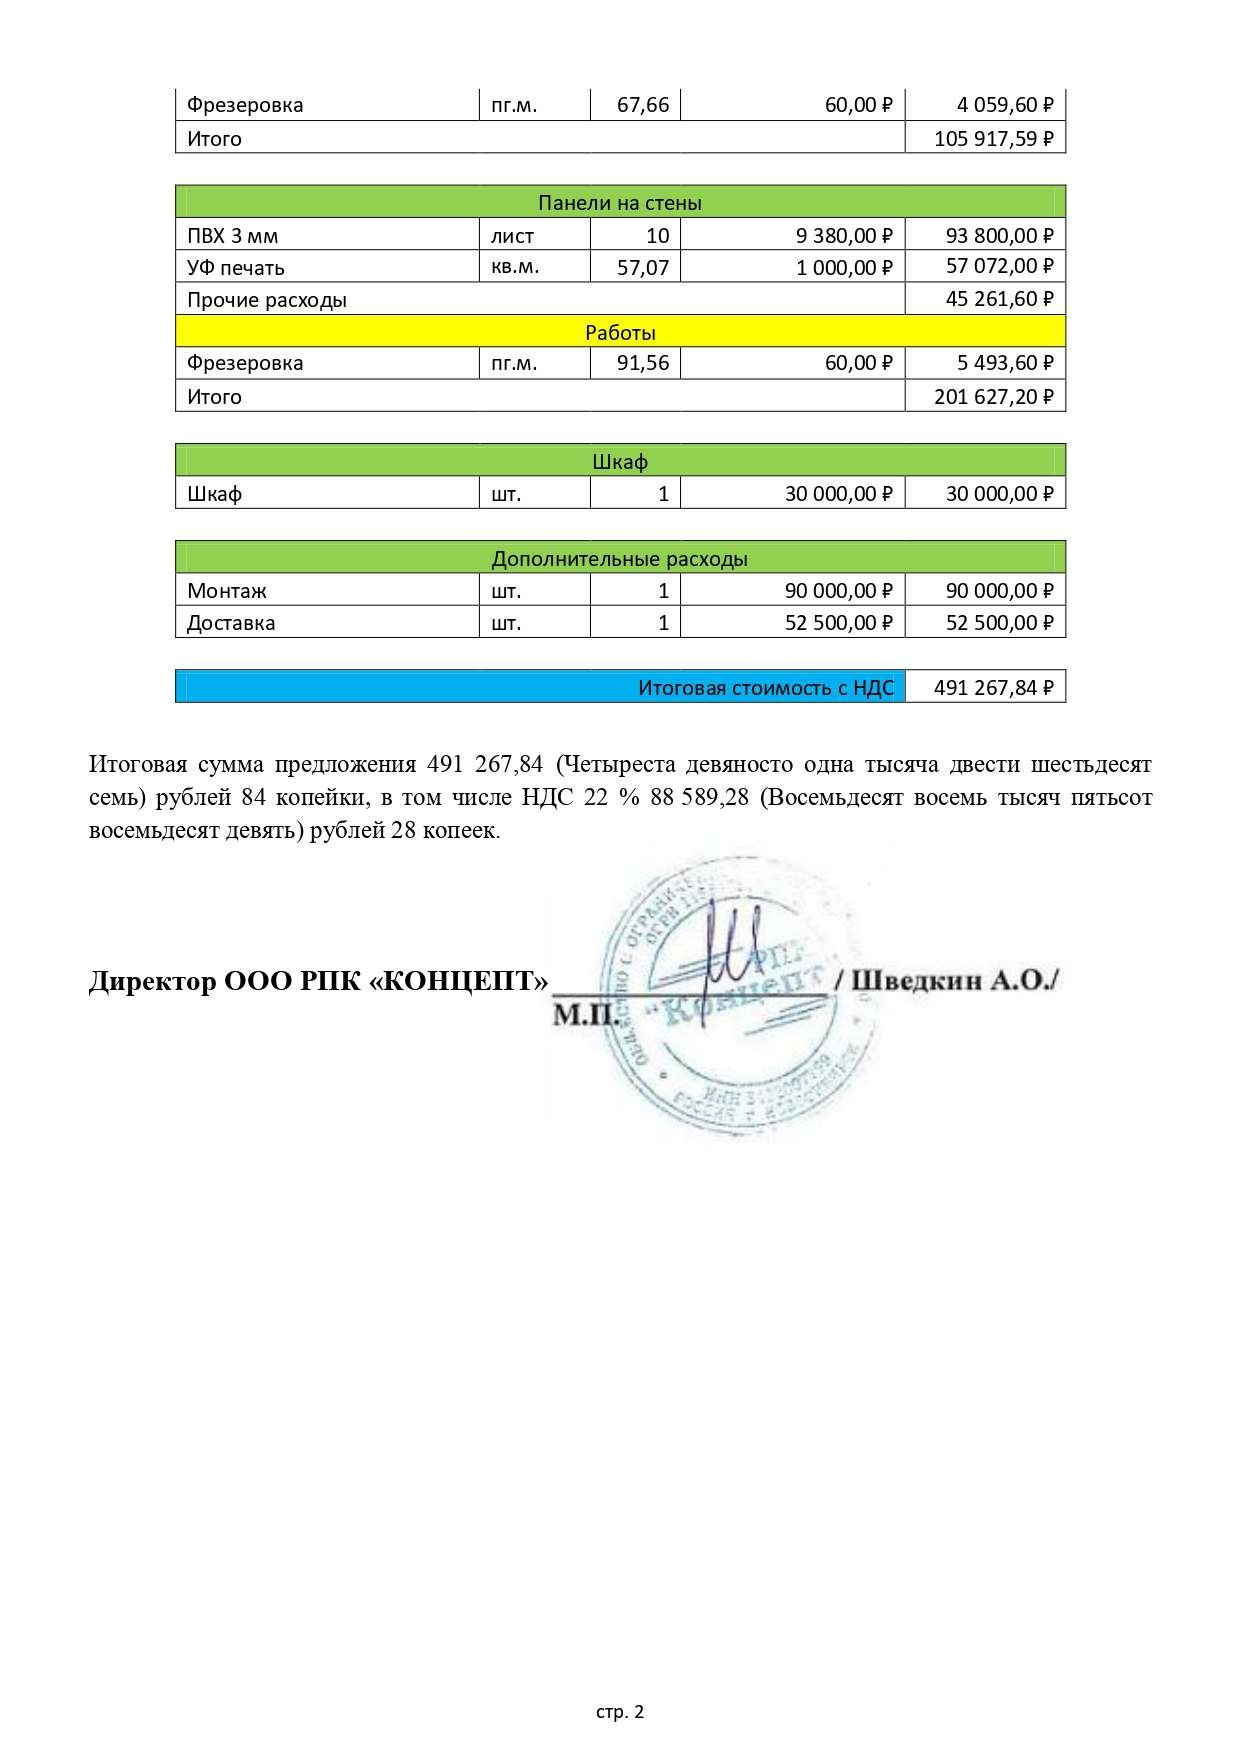 Фрезеровка пг.м. 67,66 60,00 ₽ 4 059,60 ₽
Итого 105 917,59 ₽
Панели на стены
ПВХ 3 мм лист 10 9 380,00 ₽ 93 800,00 ₽
УФ печать кв.м. 57,07 1 000,00 ₽ 57 072,00 ₽
Прочие расходы 45 261,60 ₽
Работы
Фрезеровка пг.м. 91,56 60,00 ₽ 5 493,60 ₽
Итого 201 627,20 ₽
Шкаф
Шкаф шт. 1 30 000,00 ₽ 30 000,00 ₽
Дополнительные расходы
Монтаж шт. 1 90 000,00 ₽ 90 000,00 ₽
Доставка шт. 1 52 500,00 ₽ 52 500,00 ₽
Итоговая стоимость с НДС 491 267,84 ₽
Итоговая сумма предложения 491 267,84 (Четыреста девяносто одна тысяча двести шестьдесят
семь) рублей 84 копейки, в том числе НДС 22 % 88 589,28 (Восемьдесят восемь тысяч пятьсот
восемьдесят девять) рублей 28 копеек.
Директор ООО РПК «КОНЦЕПТ» / Шведкин А.О./
М.П.
РПК
"Концепт"
ИНН
РОССИЯ
стр. 2